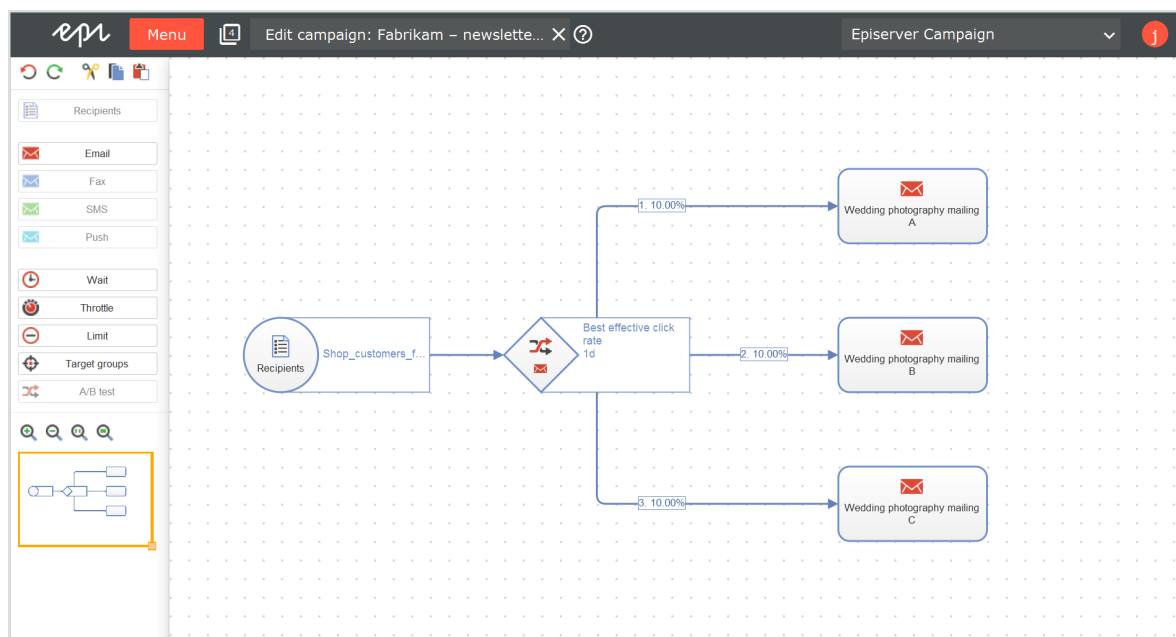 epi
Menu
4
Edit campaign: Fabrikam – newslette...
Episerver Campaign
j
Recipients
Email
Fax
SMS
Push
Wait
Throttle
Limit
Target groups
A/B test
Recipients
Shop_customers_f...
Best effective click
rate
1d
1. 10.00%
2. 10.00%
3. 10.00%
Wedding photography mailing
A
Wedding photography mailing
B
Wedding photography mailing
C